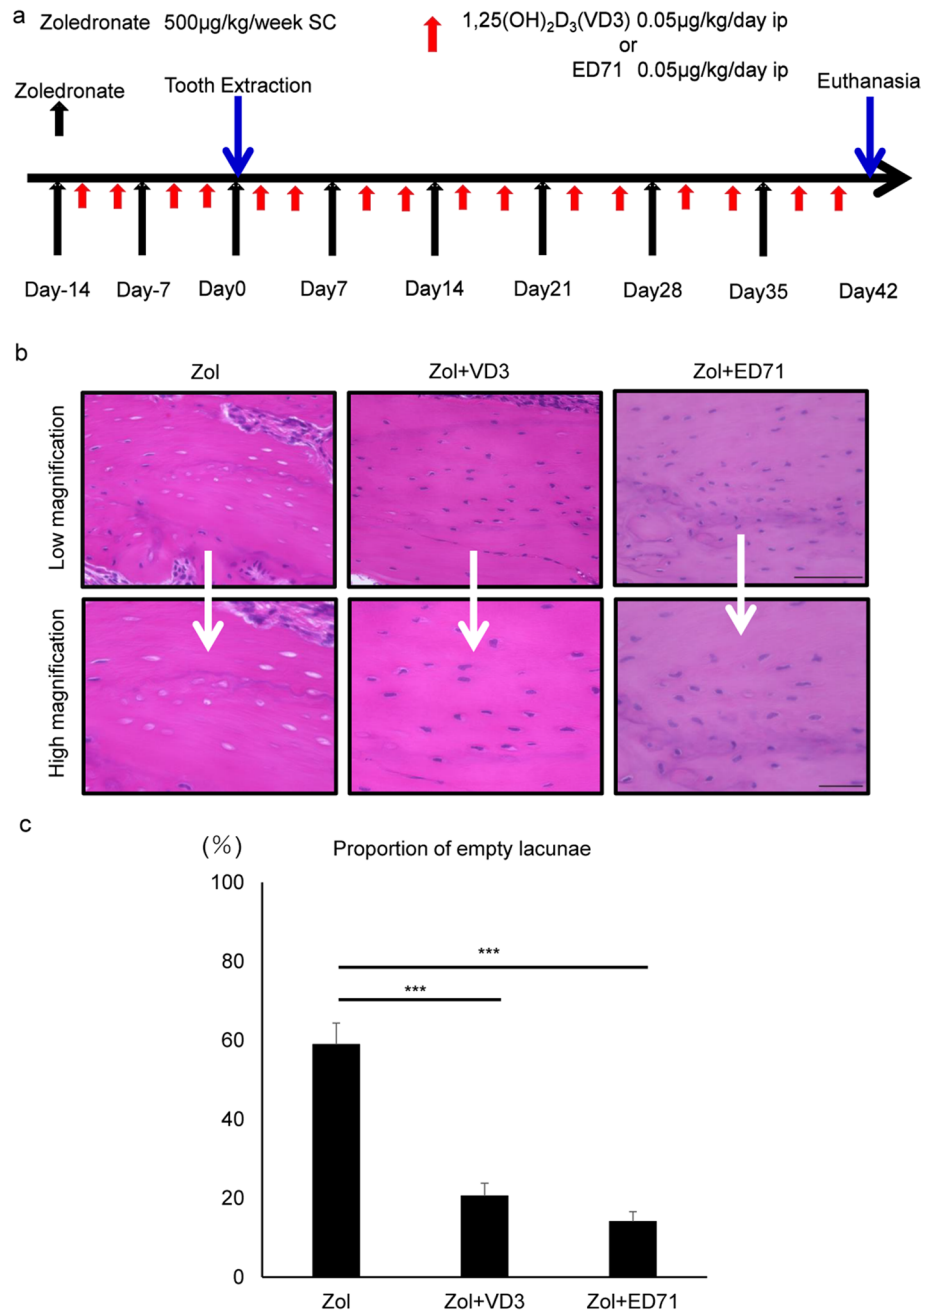 a
Zoledronate 500µg/kg/week SC
1,25(OH)₂D₃(VD3) 0.05µg/kg/day ip
or
ED71 0.05µg/kg/day ip
Zoledronate
Tooth Extraction
Euthanasia
Day-14 Day-7 Day0 Day7 Day14 Day21 Day28 Day35 Day42
b
Zol Zol+VD3 Zol+ED71
Low magnification
High magnification
c
(%)
Proportion of empty lacunae
100
80
60
40
20
0
***
***
Zol Zol+VD3 Zol+ED71